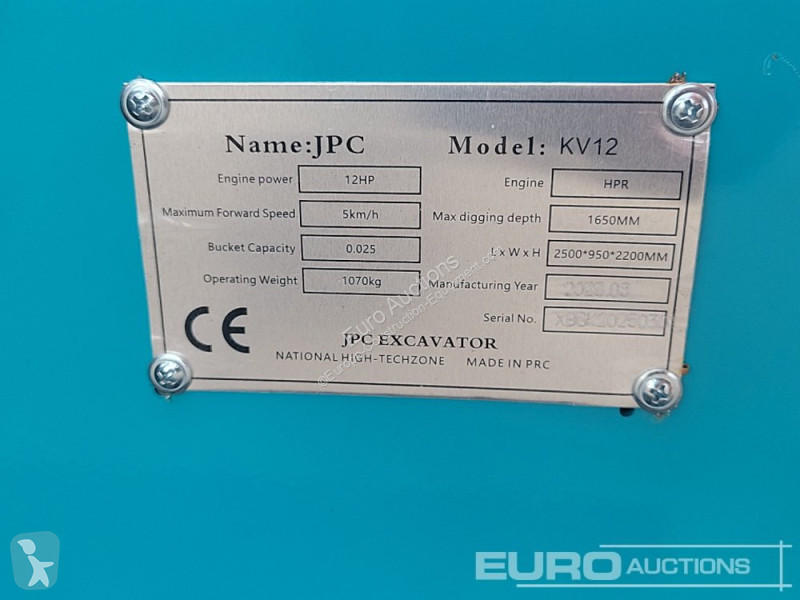 Name:JPC Model: KV12
Engine power 12HP Engine HPR
Maximum Forward Speed 5km/h Max digging depth 1650MM
Bucket Capacity 0.025 L x W x H 2500*950*2200MM
Operating Weight 1070kg Manufacturing Year
Serial No.
CE
JPC EXCAVATOR
NATIONAL HIGH-TECHZONE MADE IN PRC
©Euro Auctions
EURO AUCTIONS